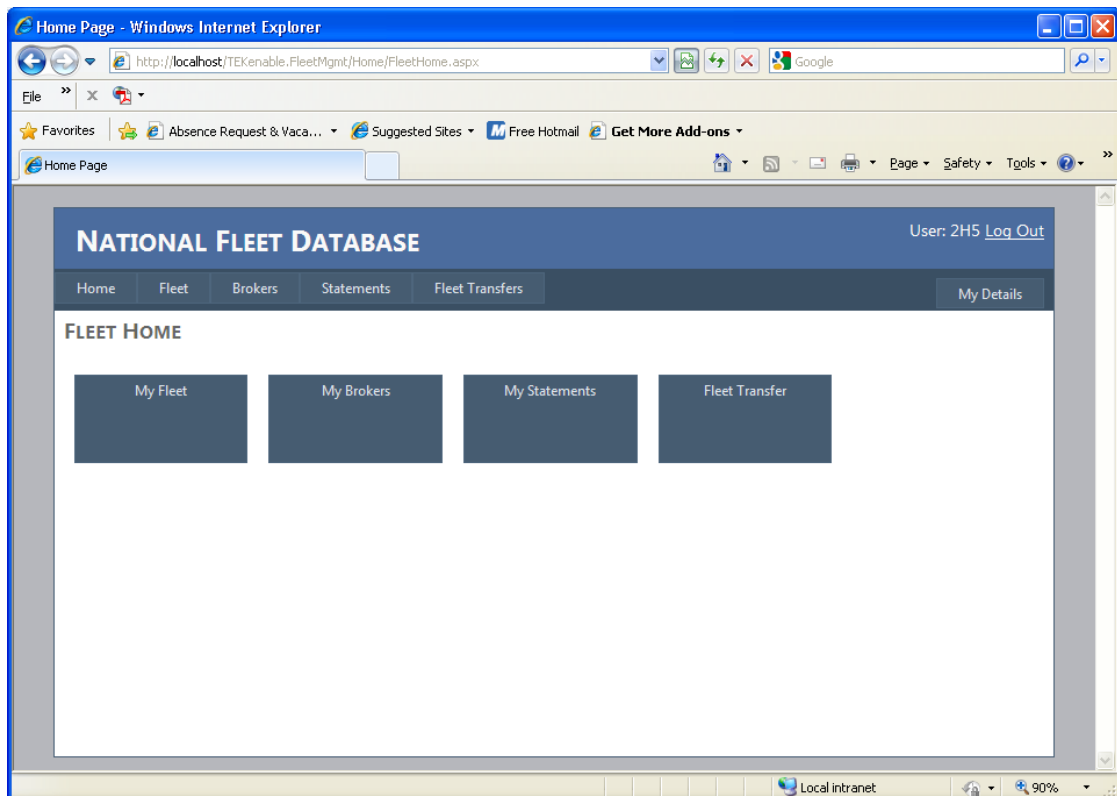 Home Page - Windows Internet Explorer
http://localhost/TEKenable.FleetMgmt/Home/FleetHome.aspx Google
File »
Favorites Absence Request & Vaca... Suggested Sites Free Hotmail Get More Add-ons
Home Page Page Safety Tools »
NATIONAL FLEET DATABASE User: 2H5 Log Out
Home Fleet Brokers Statements Fleet Transfers My Details
FLEET HOME
My Fleet My Brokers My Statements Fleet Transfer
Local intranet 90%